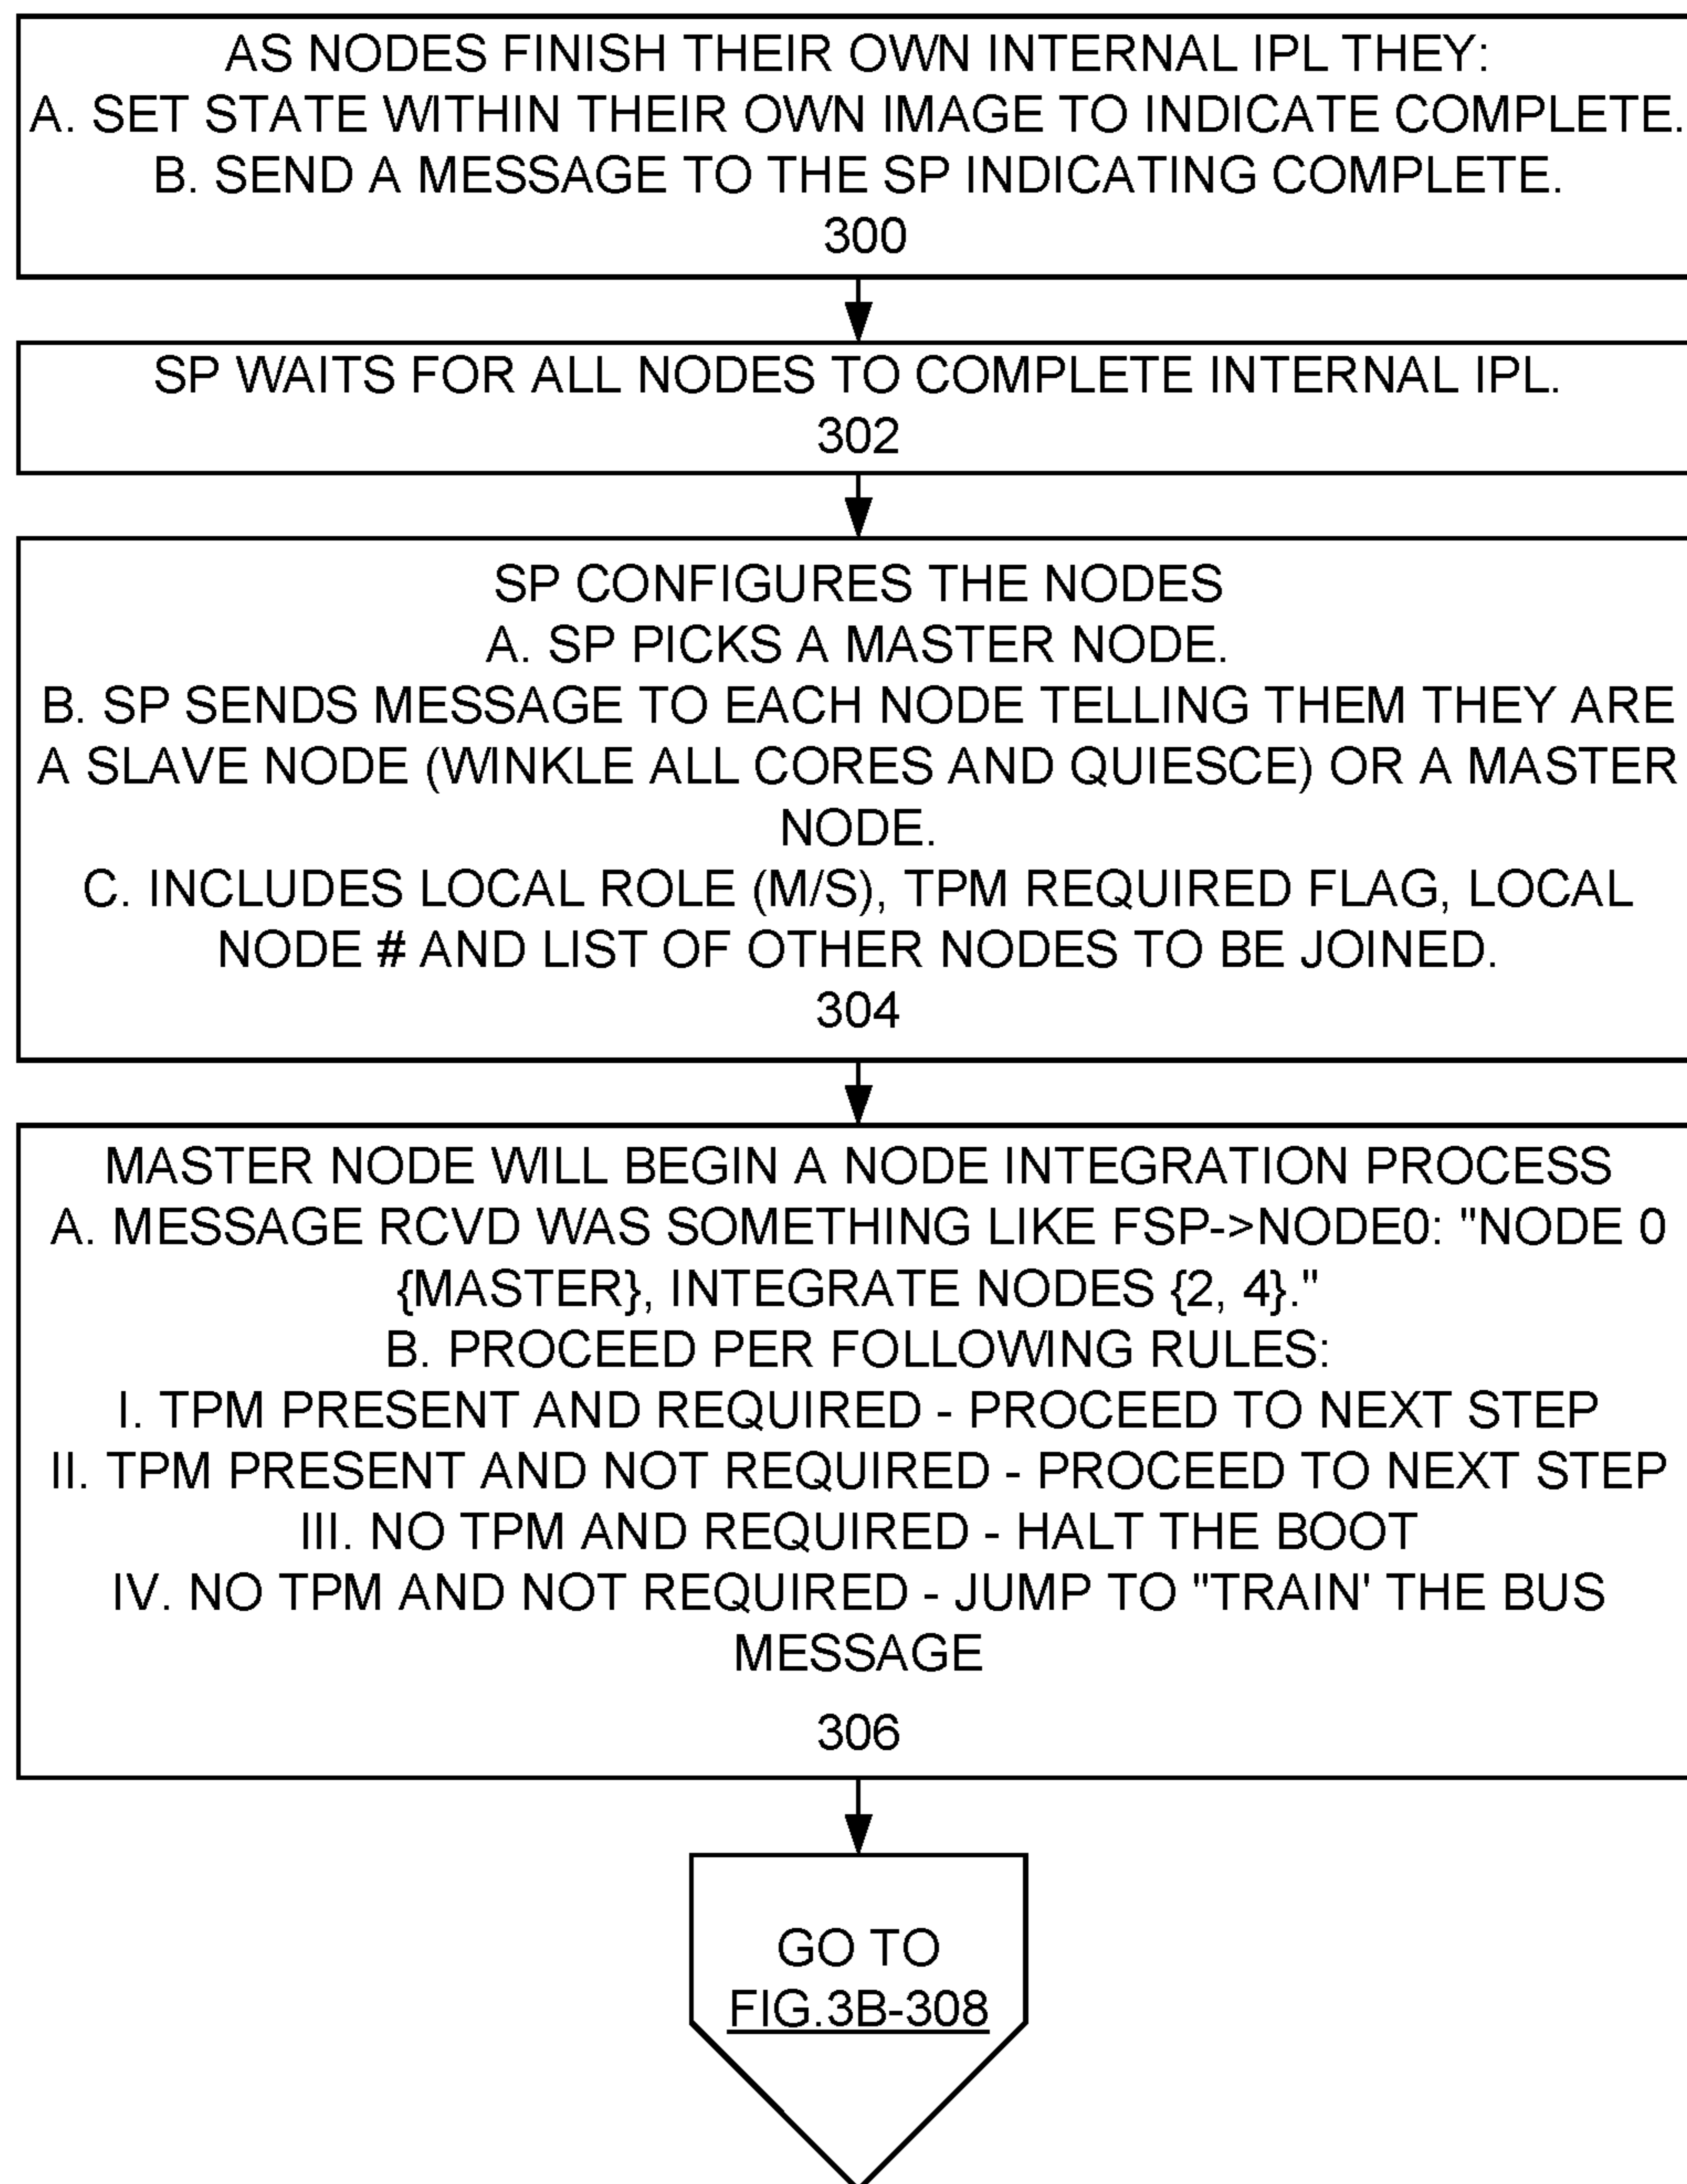 AS NODES FINISH THEIR OWN INTERNAL IPL THEY:
A. SET STATE WITHIN THEIR OWN IMAGE TO INDICATE COMPLETE.
B. SEND A MESSAGE TO THE SP INDICATING COMPLETE.
300
SP WAITS FOR ALL NODES TO COMPLETE INTERNAL IPL.
302
SP CONFIGURES THE NODES
A. SP PICKS A MASTER NODE.
B. SP SENDS MESSAGE TO EACH NODE TELLING THEM THEY ARE
A SLAVE NODE (WINKLE ALL CORES AND QUIESCE) OR A MASTER
NODE.
C. INCLUDES LOCAL ROLE (M/S), TPM REQUIRED FLAG, LOCAL
NODE # AND LIST OF OTHER NODES TO BE JOINED.
304
MASTER NODE WILL BEGIN A NODE INTEGRATION PROCESS
A. MESSAGE RCVD WAS SOMETHING LIKE FSP->NODE0: "NODE 0
{MASTER}, INTEGRATE NODES {2, 4}."
B. PROCEED PER FOLLOWING RULES:
I. TPM PRESENT AND REQUIRED - PROCEED TO NEXT STEP
II. TPM PRESENT AND NOT REQUIRED - PROCEED TO NEXT STEP
III. NO TPM AND REQUIRED - HALT THE BOOT
IV. NO TPM AND NOT REQUIRED - JUMP TO "TRAIN' THE BUS
MESSAGE
306
GO TO
FIG.3B-308